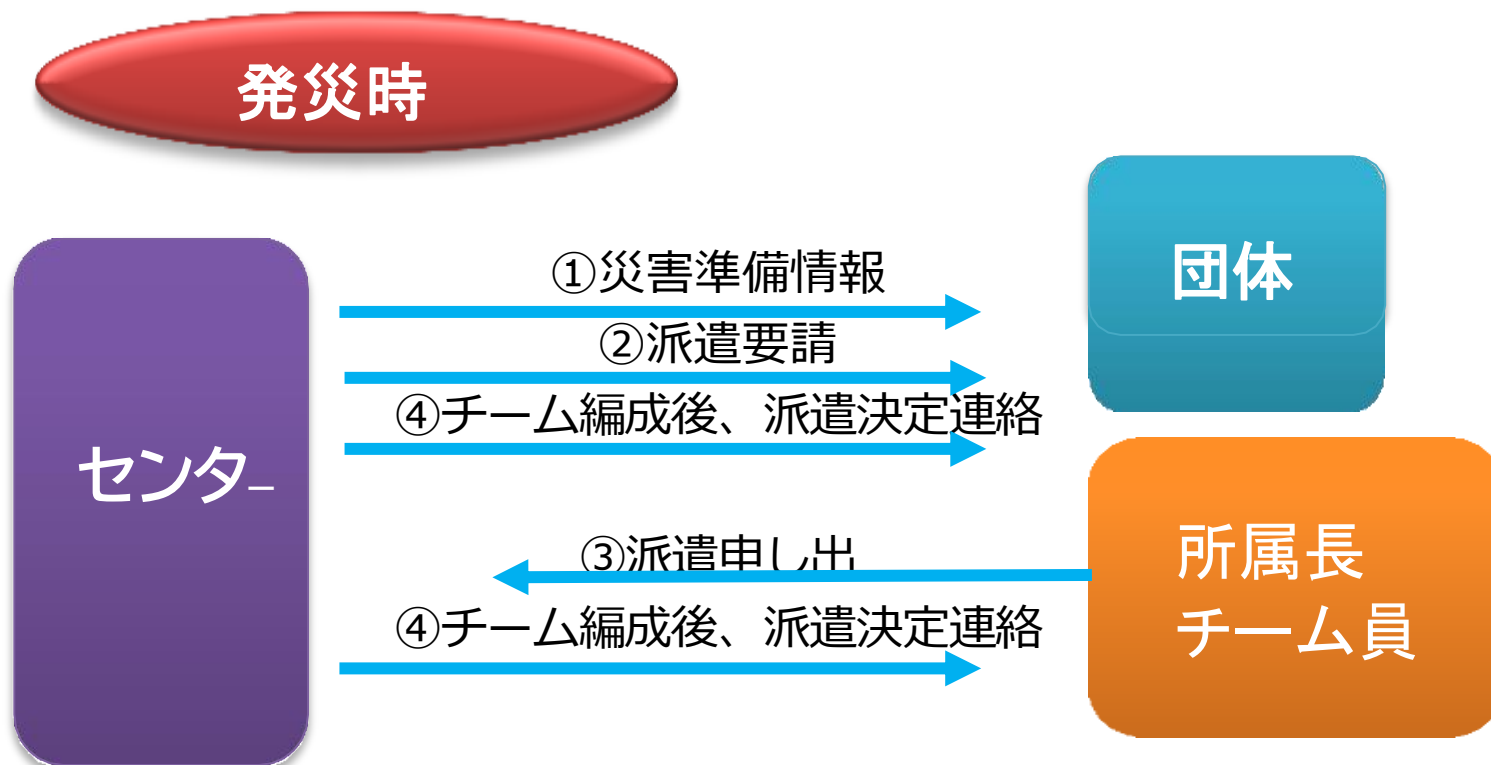 発災時
団体
①災害準備情報
②派遣要請
④チーム編成後、派遣決定連絡
センター
③派遣申し出
④チーム編成後、派遣決定連絡
所属長
チーム員